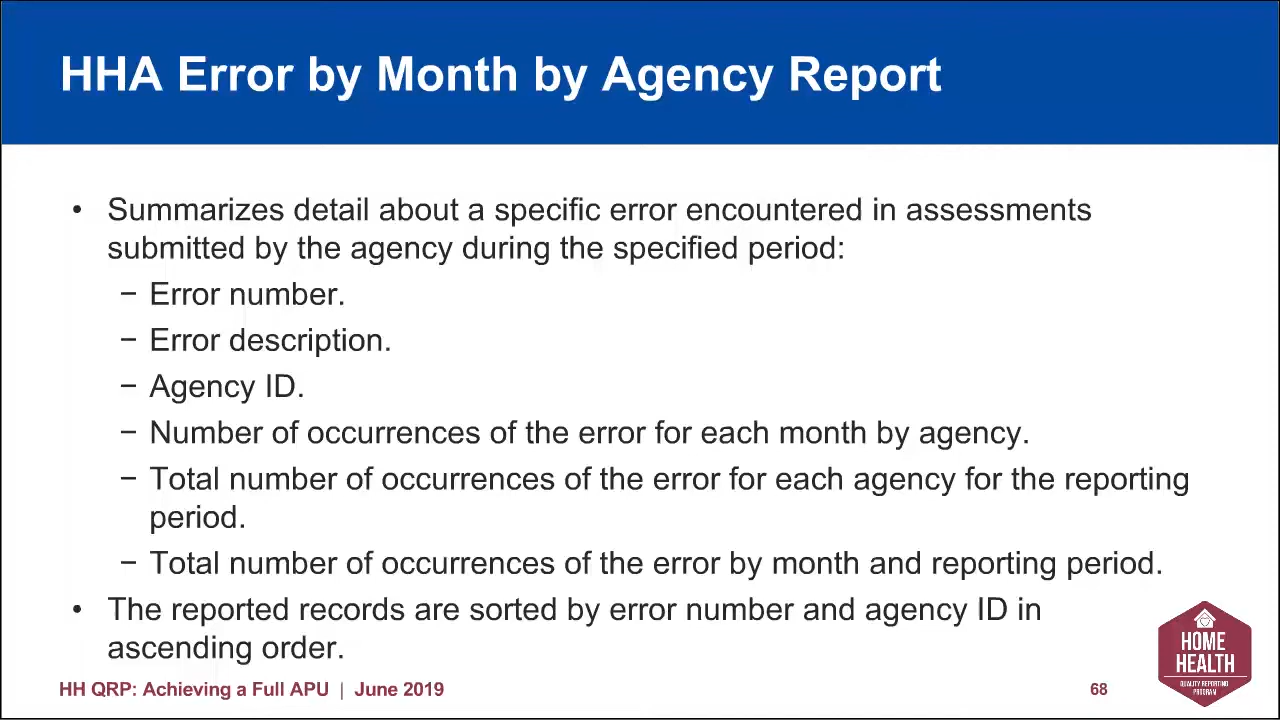 HHA Error by Month by Agency Report
• Summarizes detail about a specific error encountered in assessments
submitted by the agency during the specified period:
− Error number.
− Error description.
− Agency ID.
− Number of occurrences of the error for each month by agency.
− Total number of occurrences of the error for each agency for the reporting
period.
− Total number of occurrences of the error by month and reporting period.
• The reported records are sorted by error number and agency ID in
ascending order.
HH QRP: Achieving a Full APU | June 2019
68
HOME
HEALTH
QUALITY REPORTING
PROGRAM